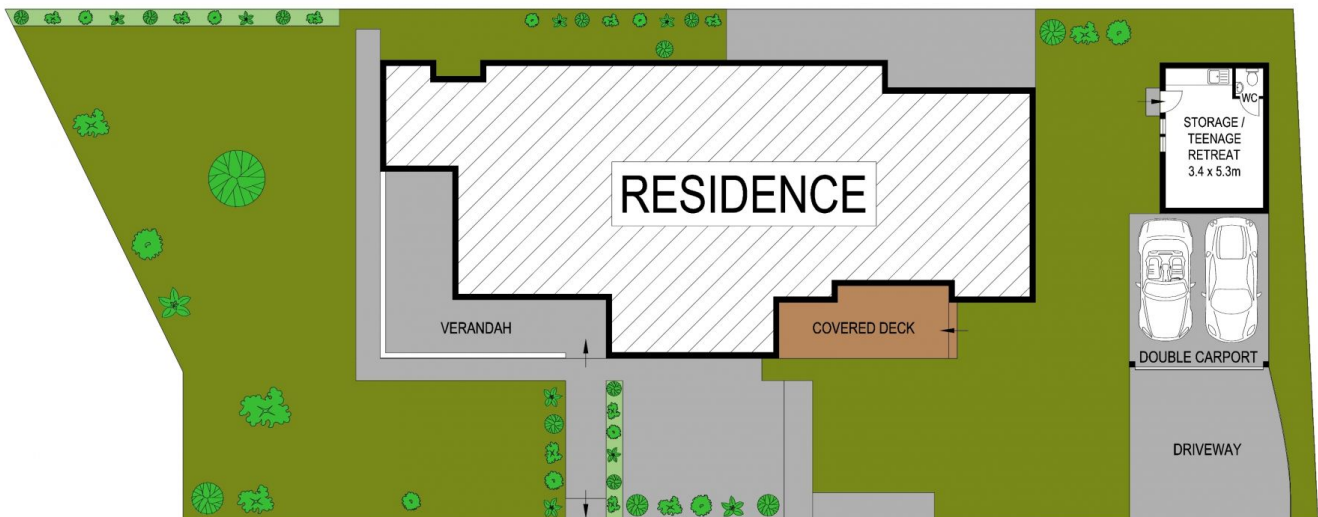 WC
STORAGE /
TEENAGE
RETREAT
3.4 x 5.3m
RESIDENCE
VERANDAH
COVERED DECK
DOUBLE CARPORT
DRIVEWAY